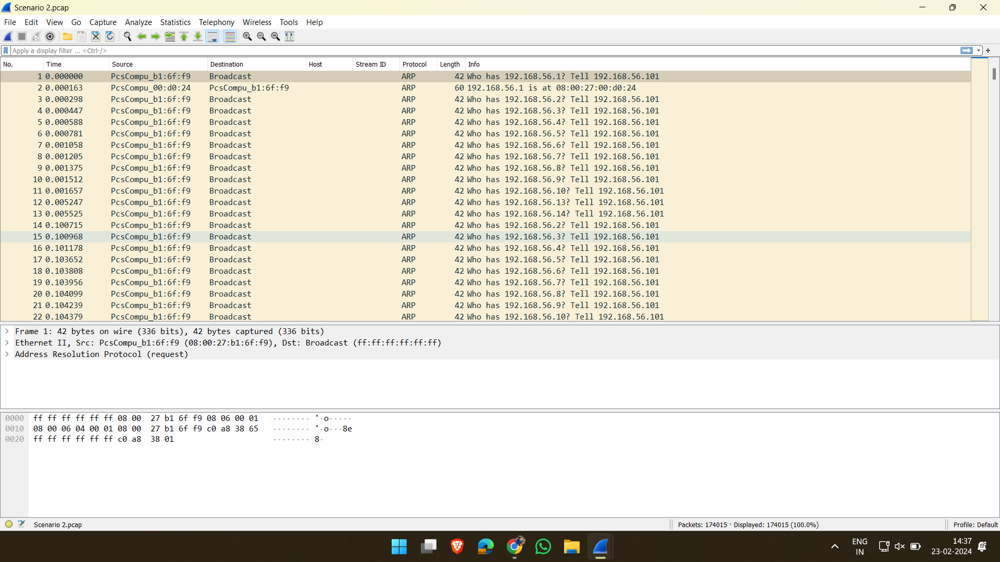 Scenario 2.pcap
File Edit View Go Capture Analyze Statistics Telephony Wireless Tools Help
Apply a display filter ... <Ctrl-/>
No. Time Source Destination Host Stream ID Protocol Length Info
1 0.000000 PcsCompu_b1:6f:f9 Broadcast ARP 42 Who has 192.168.56.1? Tell 192.168.56.101
2 0.000163 PcsCompu_00:d0:24 PcsCompu_b1:6f:f9 ARP 60 192.168.56.1 is at 08:00:27:00:d0:24
3 0.000298 PcsCompu_b1:6f:f9 Broadcast ARP 42 Who has 192.168.56.2? Tell 192.168.56.101
4 0.000447 PcsCompu_b1:6f:f9 Broadcast ARP 42 Who has 192.168.56.3? Tell 192.168.56.101
5 0.000588 PcsCompu_b1:6f:f9 Broadcast ARP 42 Who has 192.168.56.4? Tell 192.168.56.101
6 0.000781 PcsCompu_b1:6f:f9 Broadcast ARP 42 Who has 192.168.56.5? Tell 192.168.56.101
7 0.001058 PcsCompu_b1:6f:f9 Broadcast ARP 42 Who has 192.168.56.6? Tell 192.168.56.101
8 0.001205 PcsCompu_b1:6f:f9 Broadcast ARP 42 Who has 192.168.56.7? Tell 192.168.56.101
9 0.001375 PcsCompu_b1:6f:f9 Broadcast ARP 42 Who has 192.168.56.8? Tell 192.168.56.101
10 0.001512 PcsCompu_b1:6f:f9 Broadcast ARP 42 Who has 192.168.56.9? Tell 192.168.56.101
11 0.001657 PcsCompu_b1:6f:f9 Broadcast ARP 42 Who has 192.168.56.10? Tell 192.168.56.101
12 0.005247 PcsCompu_b1:6f:f9 Broadcast ARP 42 Who has 192.168.56.13? Tell 192.168.56.101
13 0.005525 PcsCompu_b1:6f:f9 Broadcast ARP 42 Who has 192.168.56.14? Tell 192.168.56.101
14 0.100715 PcsCompu_b1:6f:f9 Broadcast ARP 42 Who has 192.168.56.2? Tell 192.168.56.101
15 0.100968 PcsCompu_b1:6f:f9 Broadcast ARP 42 Who has 192.168.56.3? Tell 192.168.56.101
16 0.101178 PcsCompu_b1:6f:f9 Broadcast ARP 42 Who has 192.168.56.4? Tell 192.168.56.101
17 0.103652 PcsCompu_b1:6f:f9 Broadcast ARP 42 Who has 192.168.56.5? Tell 192.168.56.101
18 0.103808 PcsCompu_b1:6f:f9 Broadcast ARP 42 Who has 192.168.56.6? Tell 192.168.56.101
19 0.103956 PcsCompu_b1:6f:f9 Broadcast ARP 42 Who has 192.168.56.7? Tell 192.168.56.101
20 0.104099 PcsCompu_b1:6f:f9 Broadcast ARP 42 Who has 192.168.56.8? Tell 192.168.56.101
21 0.104239 PcsCompu_b1:6f:f9 Broadcast ARP 42 Who has 192.168.56.9? Tell 192.168.56.101
22 0.104379 PcsCompu_b1:6f:f9 Broadcast ARP 42 Who has 192.168.56.10? Tell 192.168.56.101
Frame 1: 42 bytes on wire (336 bits), 42 bytes captured (336 bits)
Ethernet II, Src: PcsCompu_b1:6f:f9 (08:00:27:b1:6f:f9), Dst: Broadcast (ff:ff:ff:ff:ff:ff)
Address Resolution Protocol (request)
0000 ff ff ff ff ff ff 08 00 27 b1 6f f9 08 06 00 01 ········ '·o·····
0010 08 00 06 04 00 01 08 00 27 b1 6f f9 c0 a8 38 65 ········ '·o···8e
0020 ff ff ff ff ff ff c0 a8 38 01 ········ 8·
Scenario 2.pcap Packets: 174015 · Displayed: 174015 (100.0%) Profile: Default
ENG
IN
14:37
23-02-2024